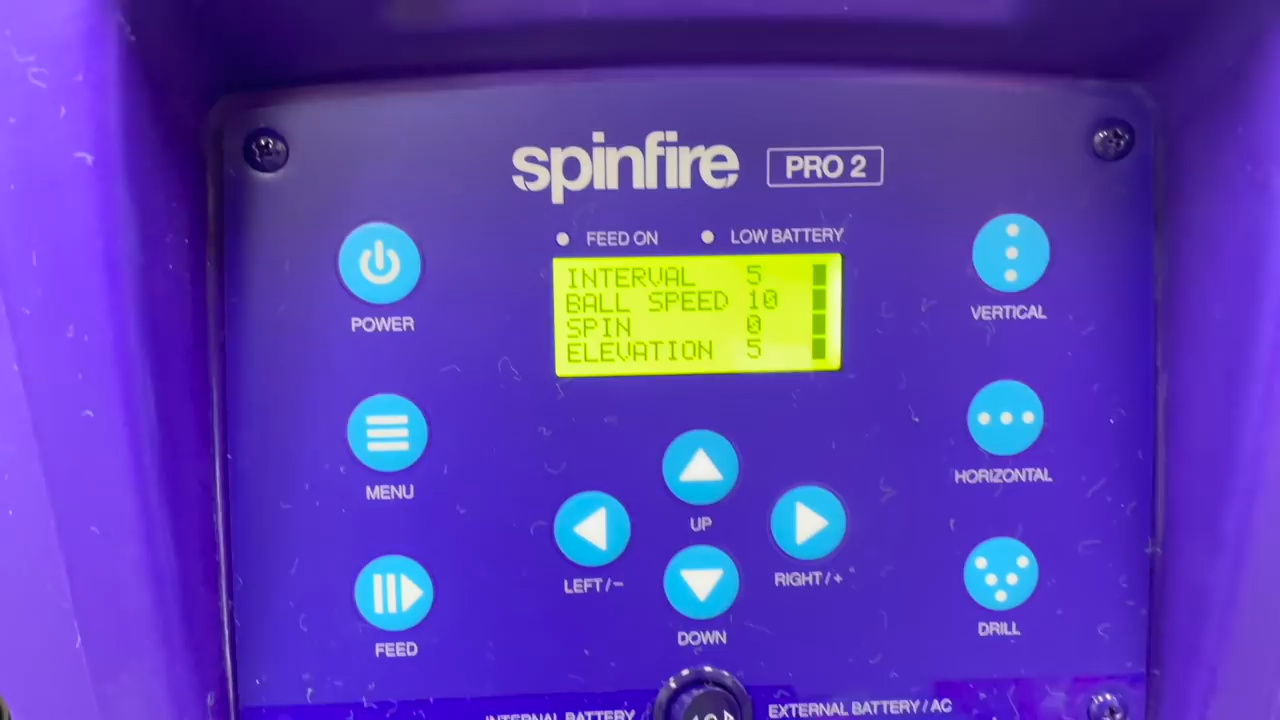 spinfire PRO 2
FEED ON LOW BATTERY
INTERVAL 5
BALL SPEED 10
SPIN 0
ELEVATION 5
POWER
VERTICAL
MENU
HORIZONTAL
UP
LEFT / −
RIGHT / +
DOWN
FEED
DRILL
INTERNAL BATTERY
EXTERNAL BATTERY / AC